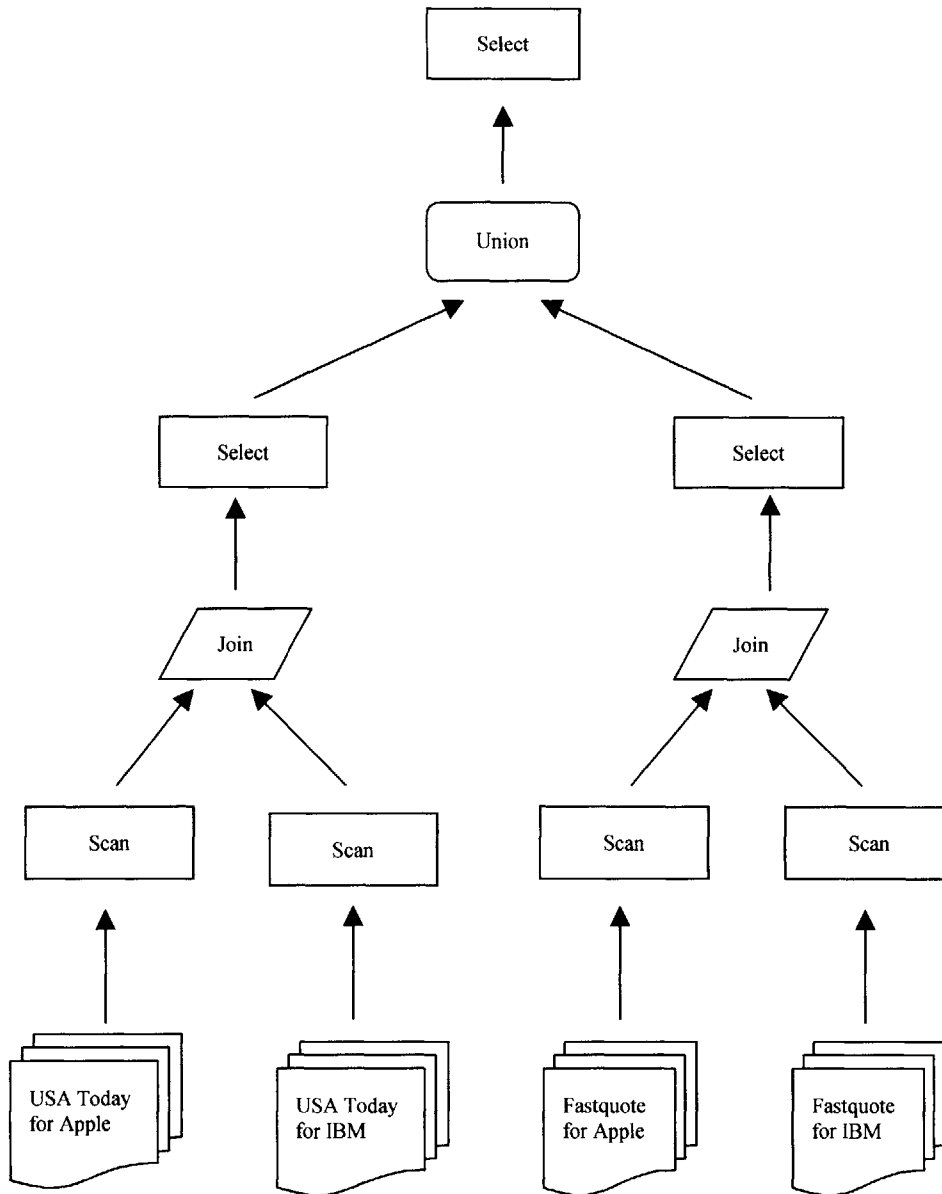 Select
Union
Select
Select
Join
Join
Scan
Scan
Scan
Scan
USA Today
for Apple
USA Today
for IBM
Fastquote
for Apple
Fastquote
for IBM